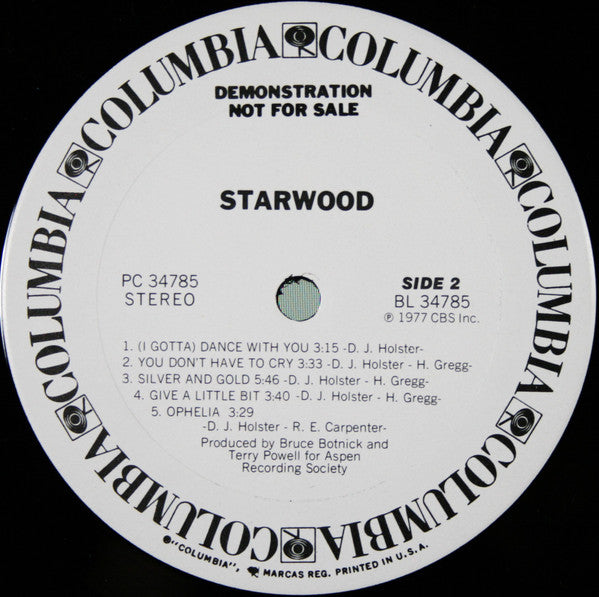 COLUMBIA COLUMBIA COLUMBIA COLUMBIA COLUMBIA COLUMBIA COLUMBIA COLUMBIA
DEMONSTRATION
NOT FOR SALE
STARWOOD
PC 34785
STEREO
SIDE 2
BL 34785
℗ 1977 CBS Inc.
1. (I GOTTA) DANCE WITH YOU 3:15 -D. J. Holster-
2. YOU DON'T HAVE TO CRY 3:33 -D. J. Holster - H. Gregg-
3. SILVER AND GOLD 5:46 -D. J. Holster - H. Gregg-
4. GIVE A LITTLE BIT 3:40 -D. J. Holster - H. Gregg-
5. OPHELIA 3:29
-D. J. Holster - R. E. Carpenter-
Produced by Bruce Botnick and
Terry Powell for Aspen
Recording Society
®"COLUMBIA", MARCAS REG. PRINTED IN U.S.A.